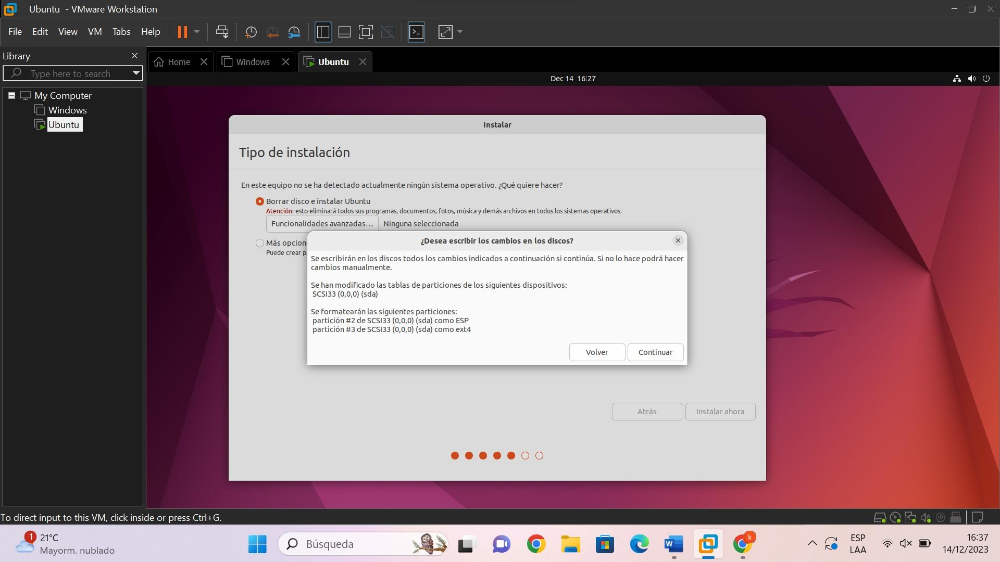 Ubuntu - VMware Workstation
File Edit View VM Tabs Help
Library
Type here to search
My Computer
Windows
Ubuntu
Home
Windows
Ubuntu
Dec 14 16:27
Instalar
Tipo de instalación
En este equipo no se ha detectado actualmente ningún sistema operativo. ¿Qué quiere hacer?
Borrar disco e instalar Ubuntu
Atención: esto eliminará todos sus programas, documentos, fotos, música y demás archivos en todos los sistemas operativos.
Funcionalidades avanzadas... Ninguna seleccionada
Más opcion
Puede crear p
¿Desea escribir los cambios en los discos?
Se escribirán en los discos todos los cambios indicados a continuación si continúa. Si no lo hace podrá hacer
cambios manualmente.
Se han modificado las tablas de particiones de los siguientes dispositivos:
SCSI33 (0,0,0) (sda)
Se formatearán las siguientes particiones:
partición #2 de SCSI33 (0,0,0) (sda) como ESP
partición #3 de SCSI33 (0,0,0) (sda) como ext4
Volver Continuar
Atrás Instalar ahora
To direct input to this VM, click inside or press Ctrl+G.
1
21°C
Mayorm. nublado
Búsqueda
W
k
ESP
LAA
16:37
14/12/2023